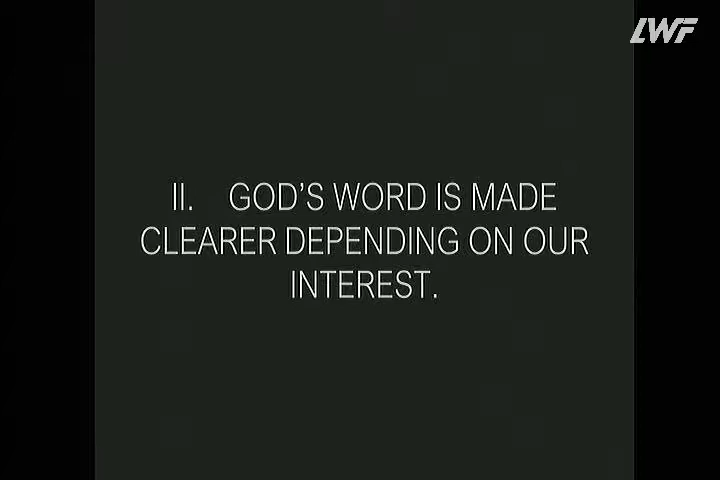 LWF
II. GOD'S WORD IS MADE
CLEARER DEPENDING ON OUR
INTEREST.